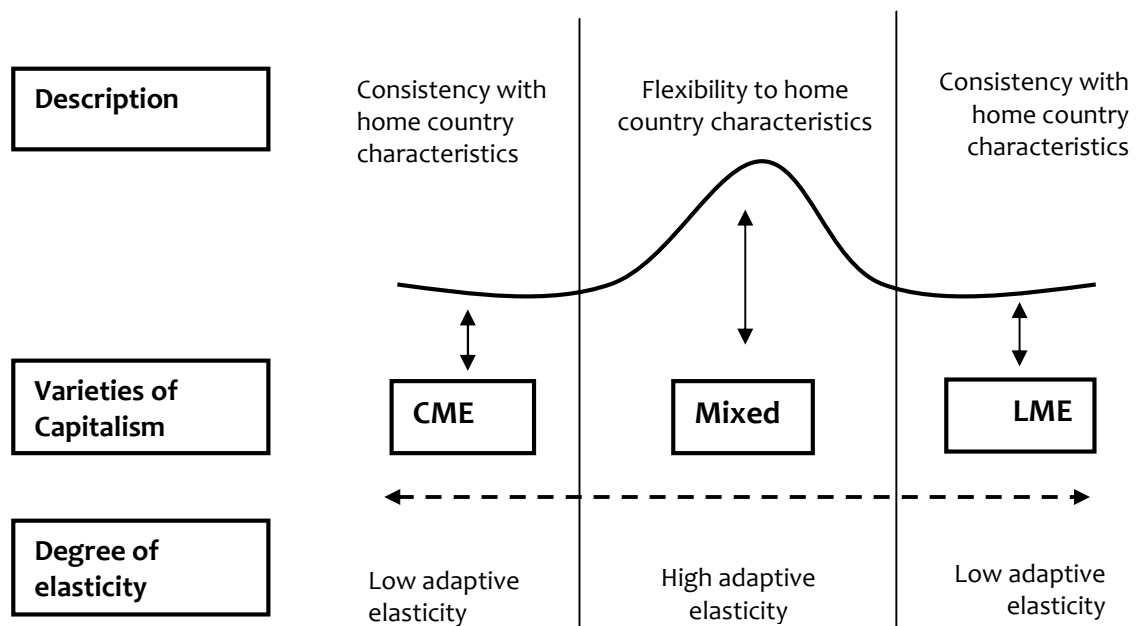 Description
Consistency with
home country
characteristics
Flexibility to home
country characteristics
Consistency with
home country
characteristics
Varieties of
Capitalism
CME
Mixed
LME
Degree of
elasticity
Low adaptive
elasticity
High adaptive
elasticity
Low adaptive
elasticity